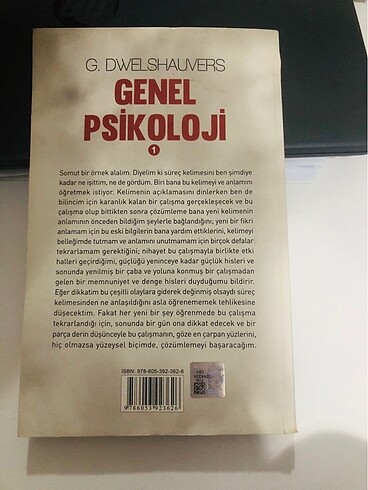 G. DWELSHAUVERS
GENEL
PSİKOLOJİ
1
Somut bir örnek alalım. Diyelim ki süreç kelimesini ben şimdiye
kadar ne işittim, ne de gördüm. Biri bana bu kelimeyi ve anlamını
öğretmek istiyor. Kelimenin açıklamasını dinlerken ben de
bilincim için karanlık kalan bir çalışma gerçekleşecek ve bu
çalışma olup bittikten sonra çözümleme bana yeni kelimenin
anlamının önceden bildiğim şeylerle bağlandığını; yeni bir fikri
anlamam için bu eski bilgilerin bana yardım ettiklerini, kelimeyi
belleğimde tutmam ve anlamını unutmamam için birçok defalar
tekrarlamam gerektiğini; nihayet bu çalışmayla birlikte etki
halleri geçirdiğimi, güçlüğü yeninceye kadar güçlük hisleri ve
sonunda yenilmiş bir çaba ve yoluna konmuş bir çalışmadan
gelen bir memnuniyet ve denge hisleri duyduğumu bildirir.
Eğer dikkatim bu çeşitli olaylara giderek değinmiş olsaydı süreç
kelimesinden ne anlaşıldığını asla öğrenememek tehlikesine
düşecektim. Fakat her yeni bir şey öğrenmede bu çalışma
tekrarlandığı için, sonunda bir gün ona dikkat edecek ve bir
parça derin düşünceyle bu çalışmanın, göze en çarpan yüzlerini,
hiç olmazsa yüzeysel biçimde, çözümlemeyi başaracağım.
ISBN: 978-605-392-362-6
9786053923626